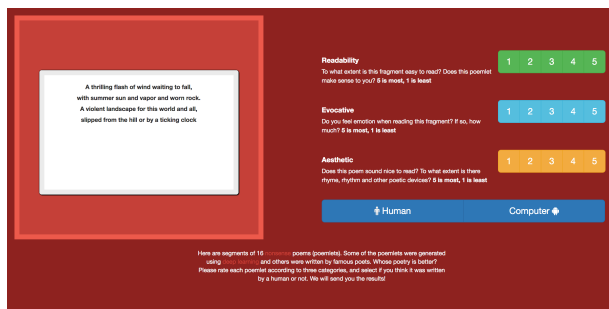 A thrilling flash of wind waiting to fall,
with summer sun and vapor and worn rock.
A violent landscape for this world and all,
slipped from the hill or by a ticking clock
Readability
To what extent is this fragment easy to read? Does this poemlet
make sense to you? 5 is most, 1 is least
1 2 3 4 5
Evocative
Do you feel emotion when reading this fragment? If so, how
much? 5 is most, 1 is least
1 2 3 4 5
Aesthetic
Does this poem sound nice to read? To what extent is there
rhyme, rhythm and other poetic devices? 5 is most, 1 is least
1 2 3 4 5
Human
Computer
Here are segments of 16 nonsense poems (poemlets). Some of the poemlets were generated
using deep learning and others were written by famous poets. Whose poetry is better?
Please rate each poemlet according to three categories, and select if you think it was written
by a human or not. We will send you the results!